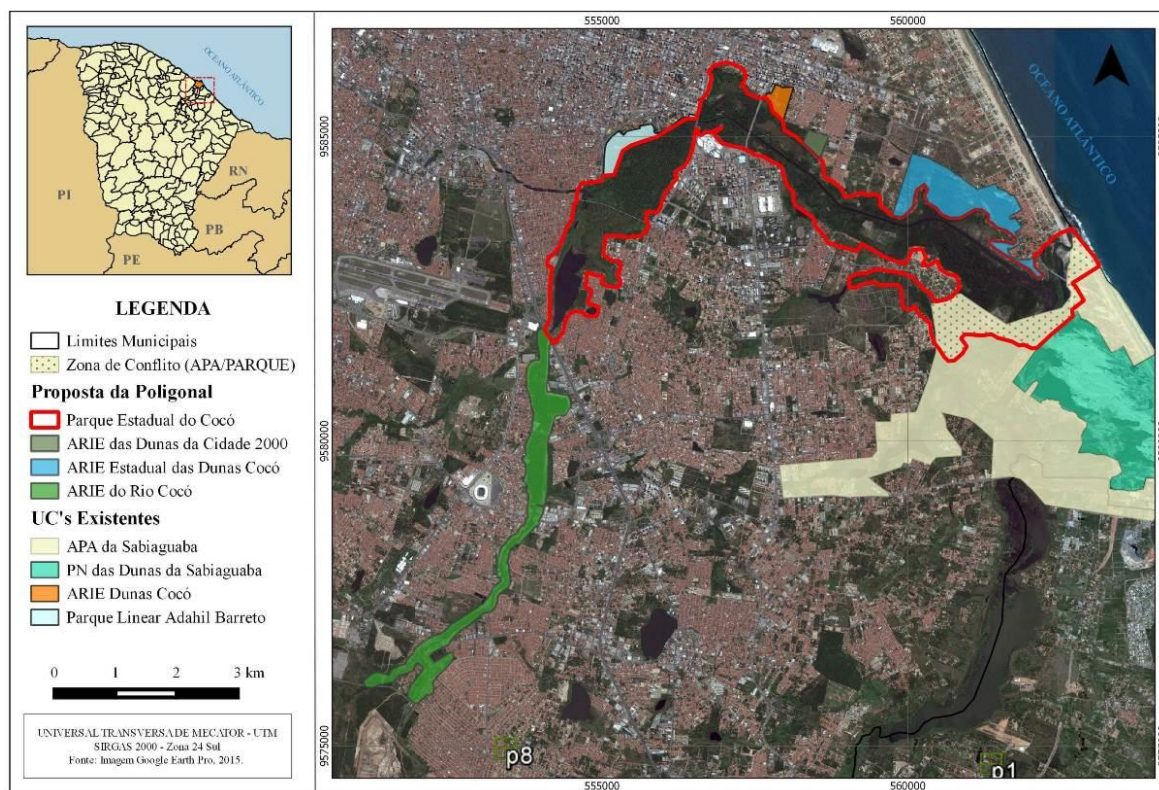 OCEANO ATLÂNTICO
PI
RN
PB
PE
LEGENDA
Limites Municipais
Zona de Conflito (APA/PARQUE)
Proposta da Poligonal
Parque Estadual do Cocó
ARIE das Dunas da Cidade 2000
ARIE Estadual das Dunas Cocó
ARIE do Rio Cocó
UC's Existentes
APA da Sabiaguaba
PN das Dunas da Sabiaguaba
ARIE Dunas Cocó
Parque Linear Adahil Barreto
0 1 2 3 km
UNIVERSAL TRANSVERSA DE MECATOR - UTM
SIRGAS 2000 - Zona 24 Sul
Fonte: Imagem Google Earth Pro, 2015.
555000 560000
OCEANO ATLÂNTICO
9585000
9580000
9575000
p8
p1
555000 560000